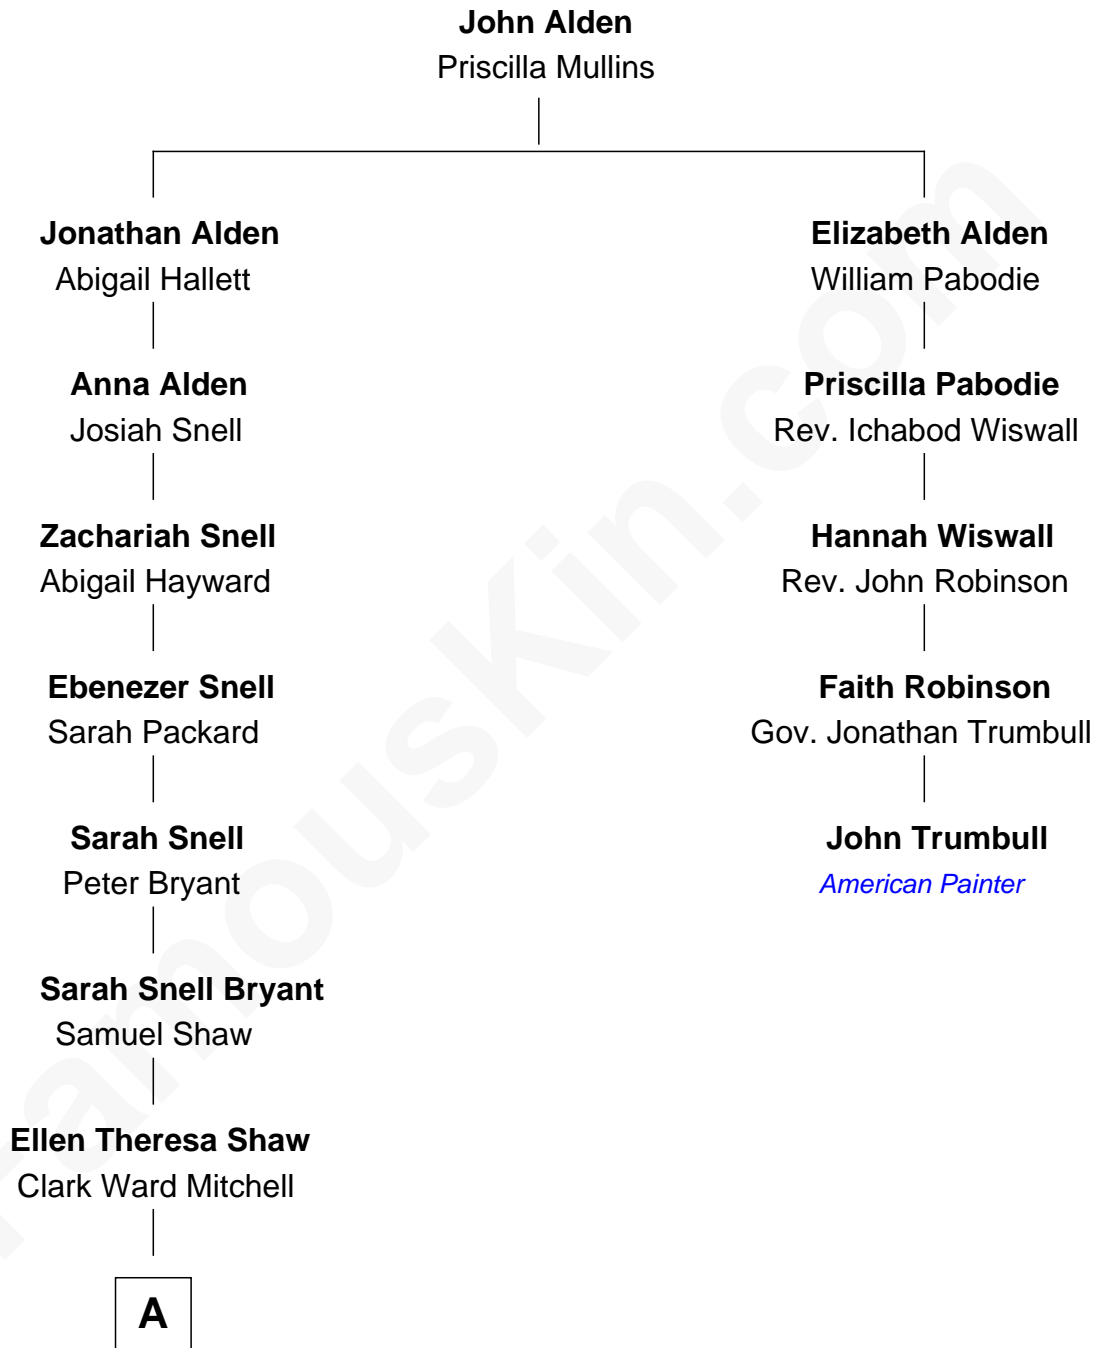 John Alden
Priscilla Mullins
Jonathan Alden
Abigail Hallett
Elizabeth Alden
William Pabodie
Anna Alden
Josiah Snell
Priscilla Pabodie
Rev. Ichabod Wiswall
Zachariah Snell
Abigail Hayward
Hannah Wiswall
Rev. John Robinson
Ebenezer Snell
Sarah Packard
Faith Robinson
Gov. Jonathan Trumbull
Sarah Snell
Peter Bryant
John Trumbull
American Painter
Sarah Snell Bryant
Samuel Shaw
Ellen Theresa Shaw
Clark Ward Mitchell
A
FamousKin.com